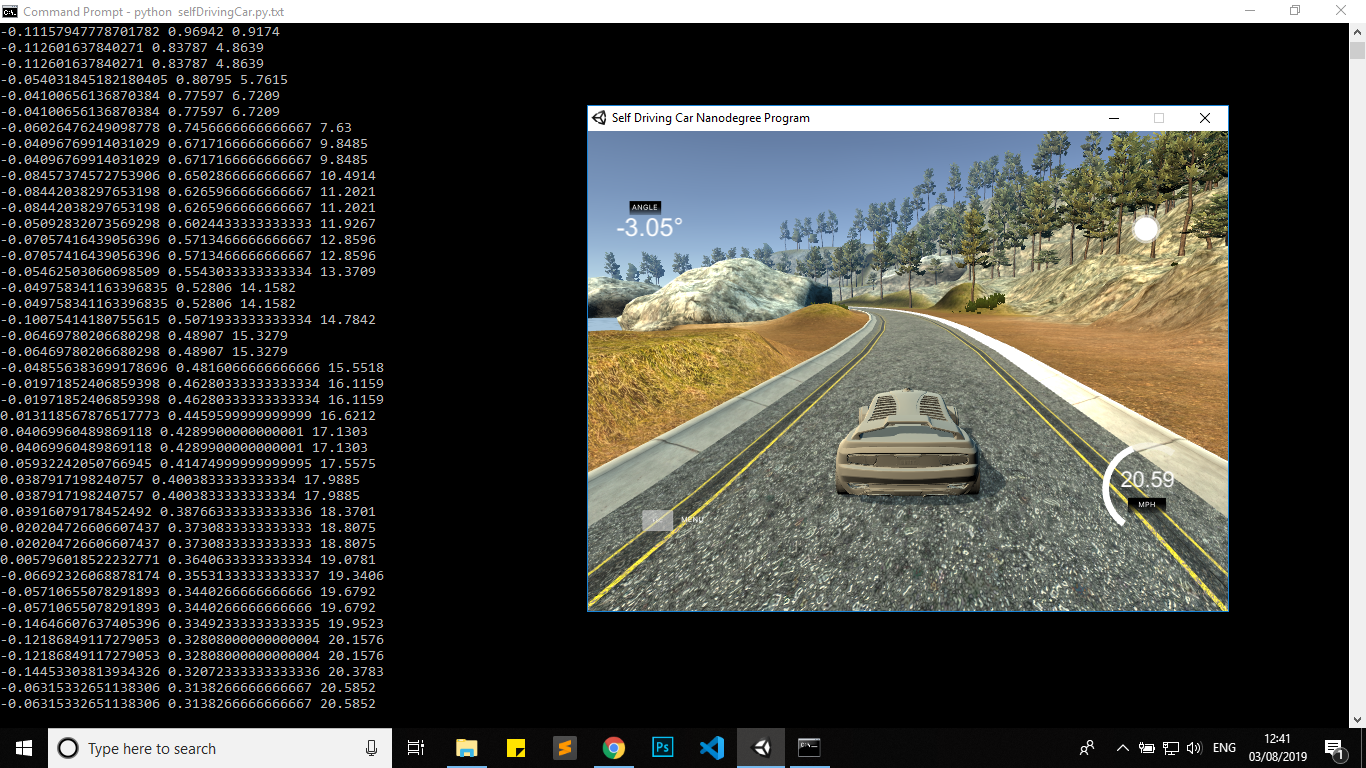 Command Prompt - python selfDrivingCar.py.txt
-0.11157947778701782 0.96942 0.9174
-0.112601637840271 0.83787 4.8639
-0.112601637840271 0.83787 4.8639
-0.054031845182180405 0.80795 5.7615
-0.04100656136870384 0.77597 6.7209
-0.04100656136870384 0.77597 6.7209
-0.06026476249098778 0.7456666666666667 7.63
-0.04096769914031029 0.6717166666666667 9.8485
-0.04096769914031029 0.6717166666666667 9.8485
-0.08457374572753906 0.6502866666666667 10.4914
-0.08442038297653198 0.6265966666666667 11.2021
-0.08442038297653198 0.6265966666666667 11.2021
-0.05092832073569298 0.6024433333333333 11.9267
-0.07057416439056396 0.5713466666666667 12.8596
-0.07057416439056396 0.5713466666666667 12.8596
-0.05462503060698509 0.5543033333333334 13.3709
-0.049758341163396835 0.52806 14.1582
-0.049758341163396835 0.52806 14.1582
-0.10075414180755615 0.5071933333333334 14.7842
-0.06469780206680298 0.48907 15.3279
-0.06469780206680298 0.48907 15.3279
-0.048556383699178696 0.4816066666666666 15.5518
-0.01971852406859398 0.46280333333333334 16.1159
-0.01971852406859398 0.46280333333333334 16.1159
0.013118567876517773 0.4459599999999999 16.6212
0.04069960489869118 0.4289900000000001 17.1303
0.04069960489869118 0.4289900000000001 17.1303
0.05932242050766945 0.41474999999999995 17.5575
0.0387917198240757 0.4003833333333334 17.9885
0.0387917198240757 0.4003833333333334 17.9885
0.03916079178452492 0.38766333333333336 18.3701
0.020204726606607437 0.3730833333333333 18.8075
0.020204726606607437 0.3730833333333333 18.8075
0.005796018522232771 0.3640633333333334 19.0781
-0.06692326068878174 0.35531333333333337 19.3406
-0.05710655078291893 0.3440266666666666 19.6792
-0.05710655078291893 0.3440266666666666 19.6792
-0.14646607637405396 0.33492333333333335 19.9523
-0.12186849117279053 0.32808000000000004 20.1576
-0.12186849117279053 0.32808000000000004 20.1576
-0.14453303813934326 0.32072333333333336 20.3783
-0.06315332651138306 0.3138266666666667 20.5852
-0.06315332651138306 0.3138266666666667 20.5852
Self Driving Car Nanodegree Program
ANGLE
-3.05°
20.59
MPH
MENU
Type here to search
Ps
ENG
12:41
03/08/2019
1